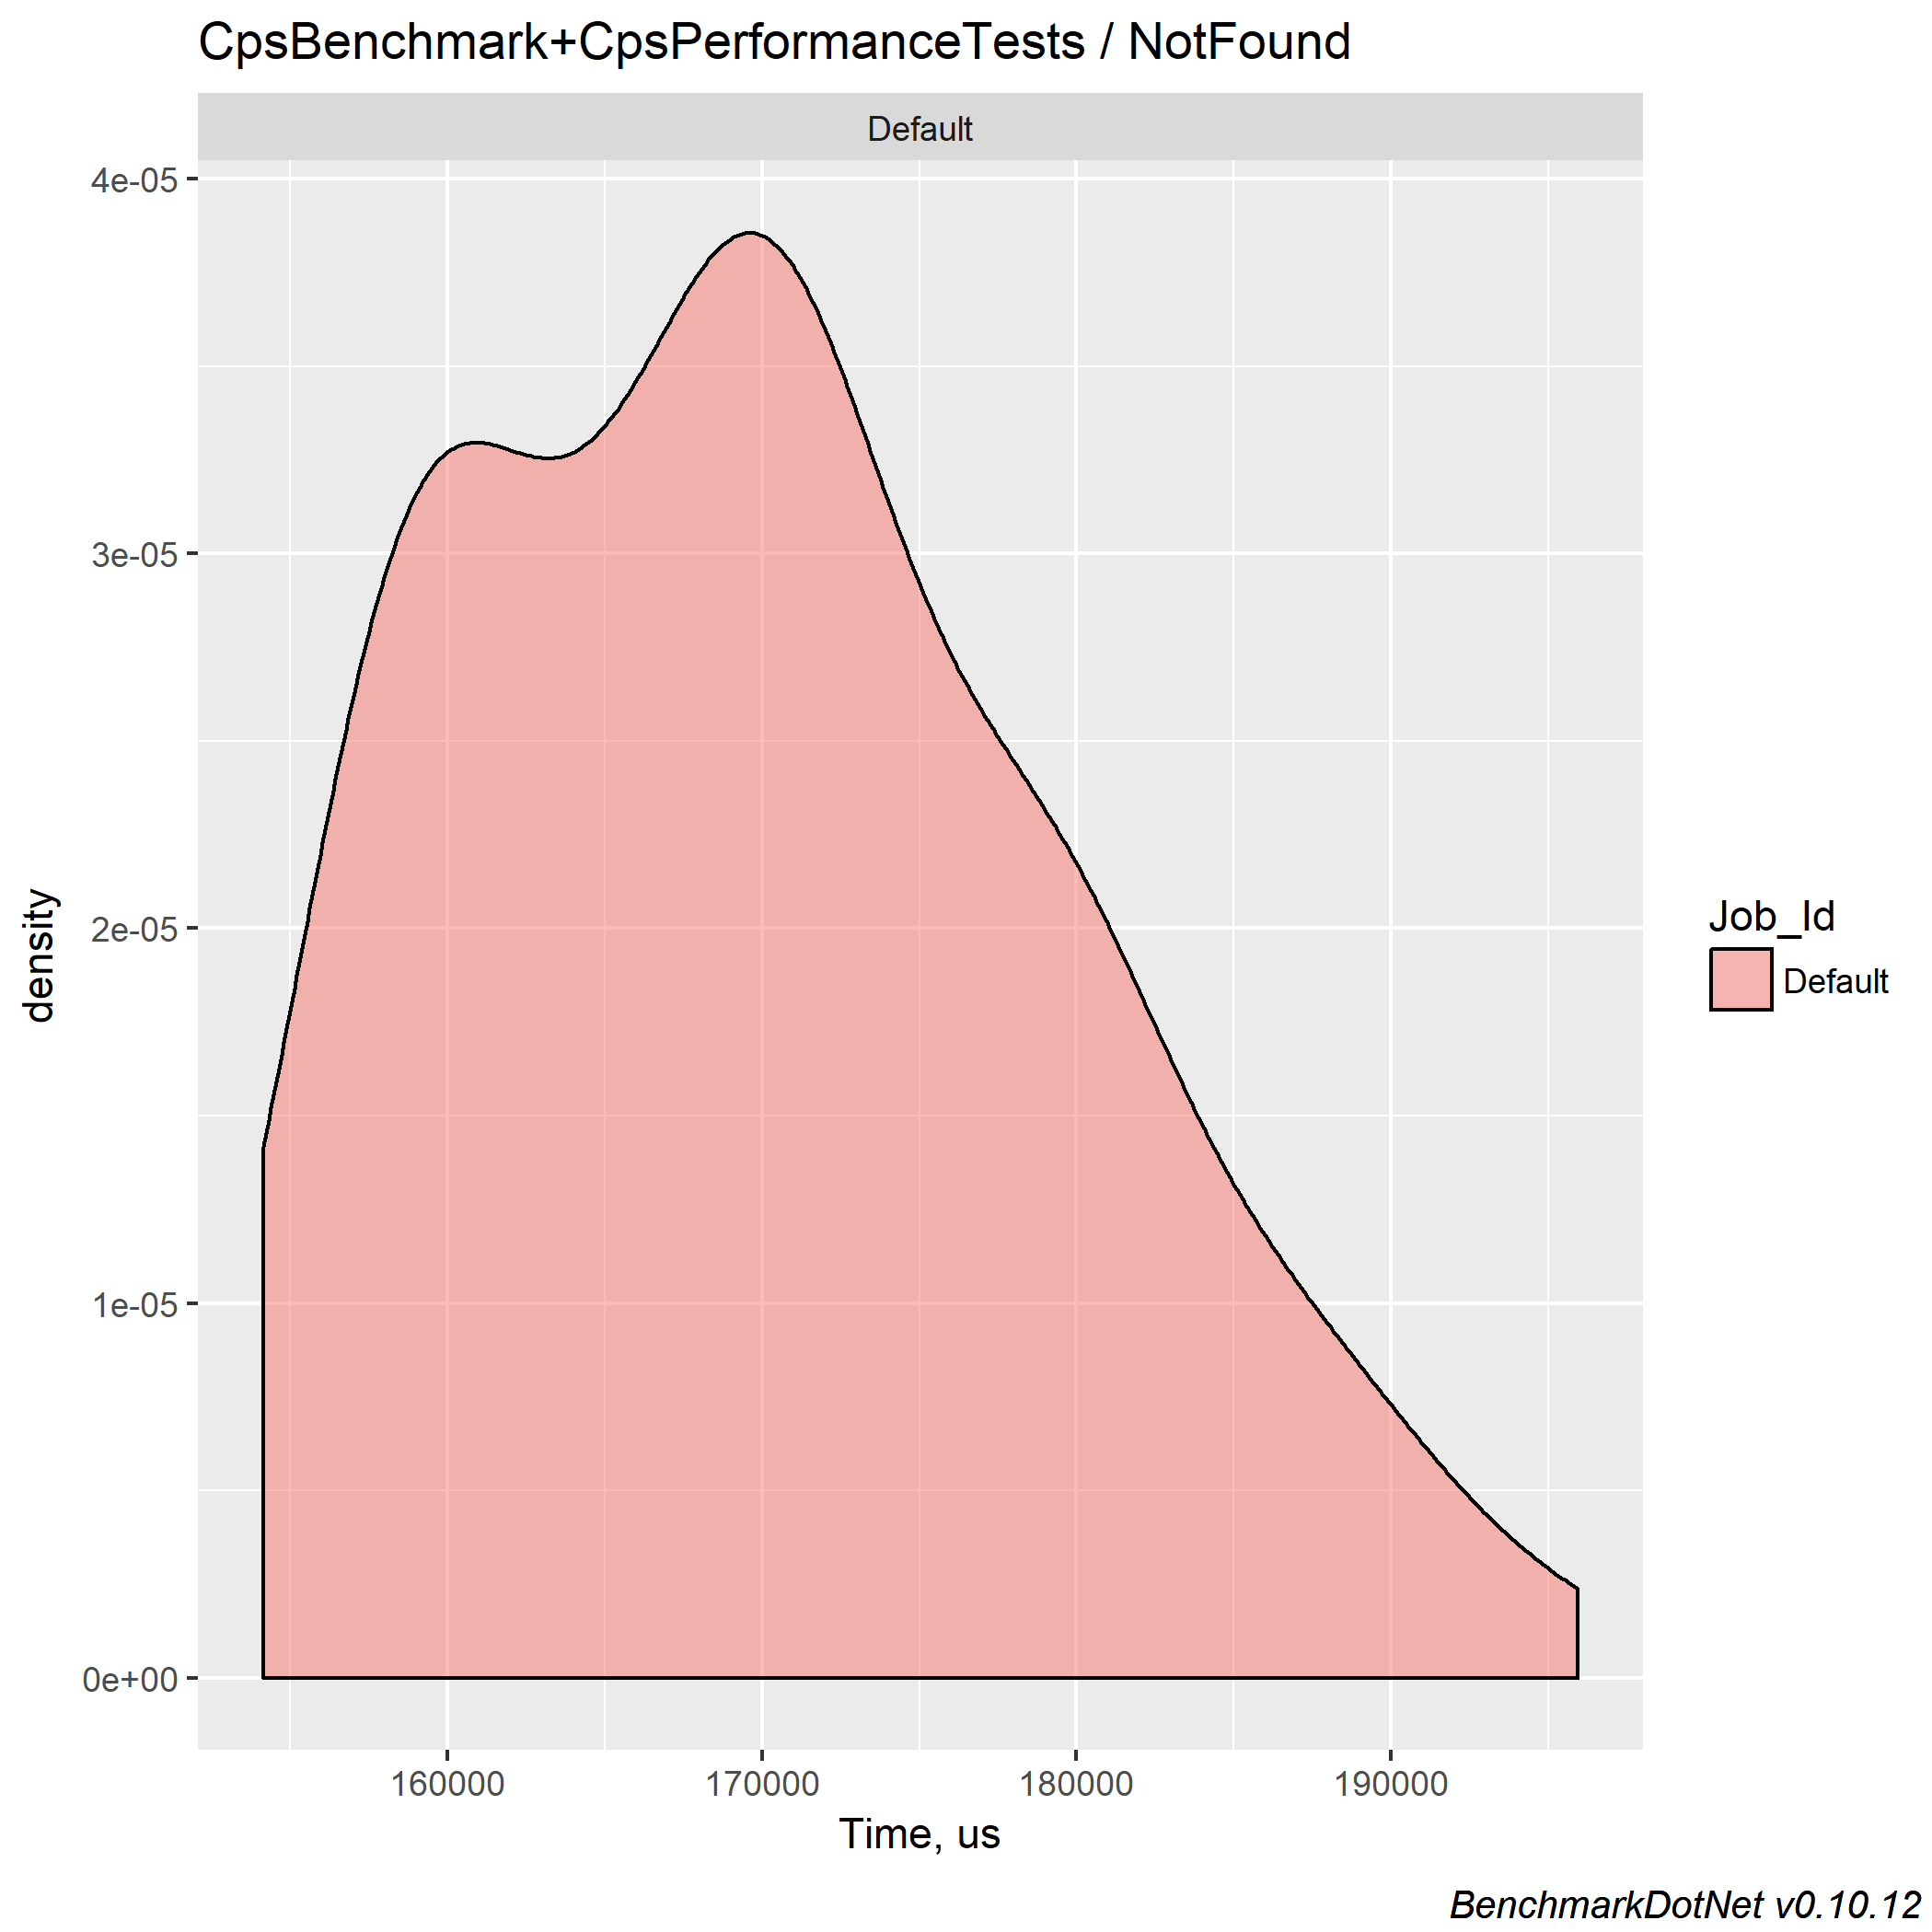 CpsBenchmark+CpsPerformanceTests / NotFound
Default
4e-05
3e-05
2e-05
1e-05
0e+00
density
160000 170000 180000 190000
Time, us
Job_Id
Default
BenchmarkDotNet v0.10.12